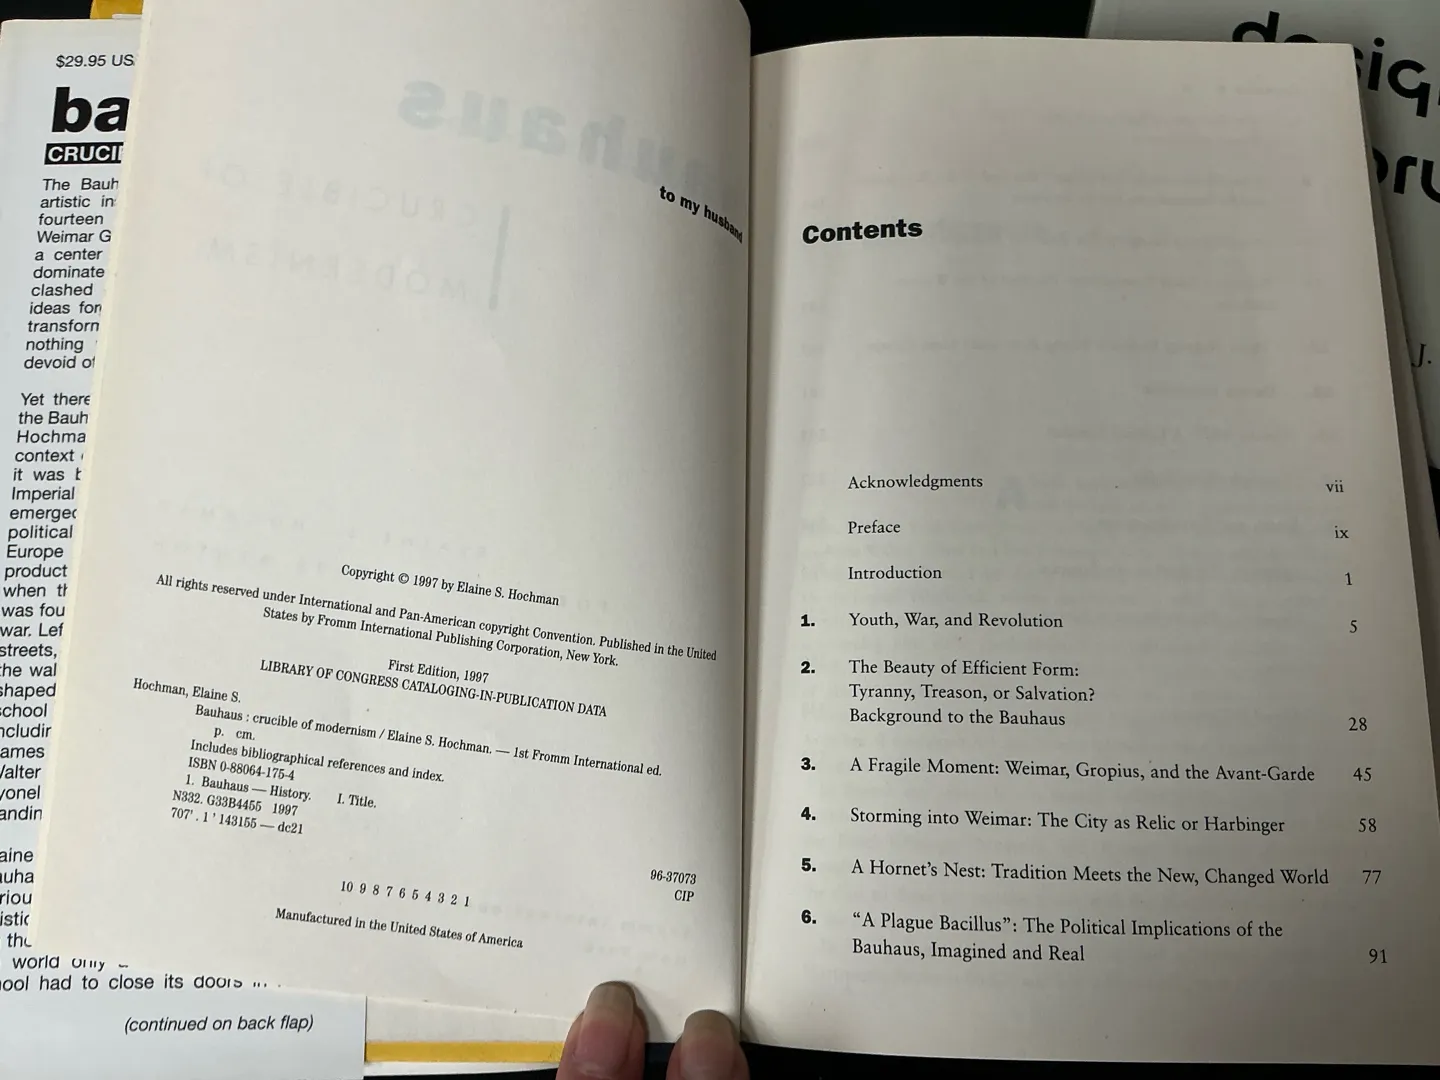 $29.95 US
ba
CRUCI
The Bauh
artistic in
fourteen
Weimar G
a center
dominate
clashed
ideas for
transform
nothing
devoid of
Yet there
the Bauh
Hochma
context
it was
Imperial
emerged
political
Europe
product
when th
was fou
war. Lef
streets,
the wal
shaped
school
includin
ames
Walter
yonel
andin
aine
auha
riou
istic
the
world only
ool had to close its doors
(continued on back flap)
bauhaus
CRUCIBLE OF
MODERNISM
to my husband
Copyright © 1997 by Elaine S. Hochman
All rights reserved under International and Pan-American copyright Convention. Published in the United
States by Fromm International Publishing Corporation, New York.
First Edition, 1997
LIBRARY OF CONGRESS CATALOGING-IN-PUBLICATION DATA
Hochman, Elaine S.
Bauhaus : crucible of modernism / Elaine S. Hochman. — 1st Fromm International ed.
p. cm.
Includes bibliographical references and index.
ISBN 0-88064-175-4
1. Bauhaus — History. I. Title.
N332. G33B4455 1997
707'. 1 ' 143155 — dc21
96-37073
CIP
10 9 8 7 6 5 4 3 2 1
Manufactured in the United States of America
Contents
Acknowledgments vii
Preface ix
Introduction 1
1. Youth, War, and Revolution 5
2. The Beauty of Efficient Form:
Tyranny, Treason, or Salvation?
Background to the Bauhaus 28
3. A Fragile Moment: Weimar, Gropius, and the Avant-Garde 45
4. Storming into Weimar: The City as Relic or Harbinger 58
5. A Hornet's Nest: Tradition Meets the New, Changed World 77
6. “A Plague Bacillus”: The Political Implications of the
Bauhaus, Imagined and Real 91
desig
oru
J.